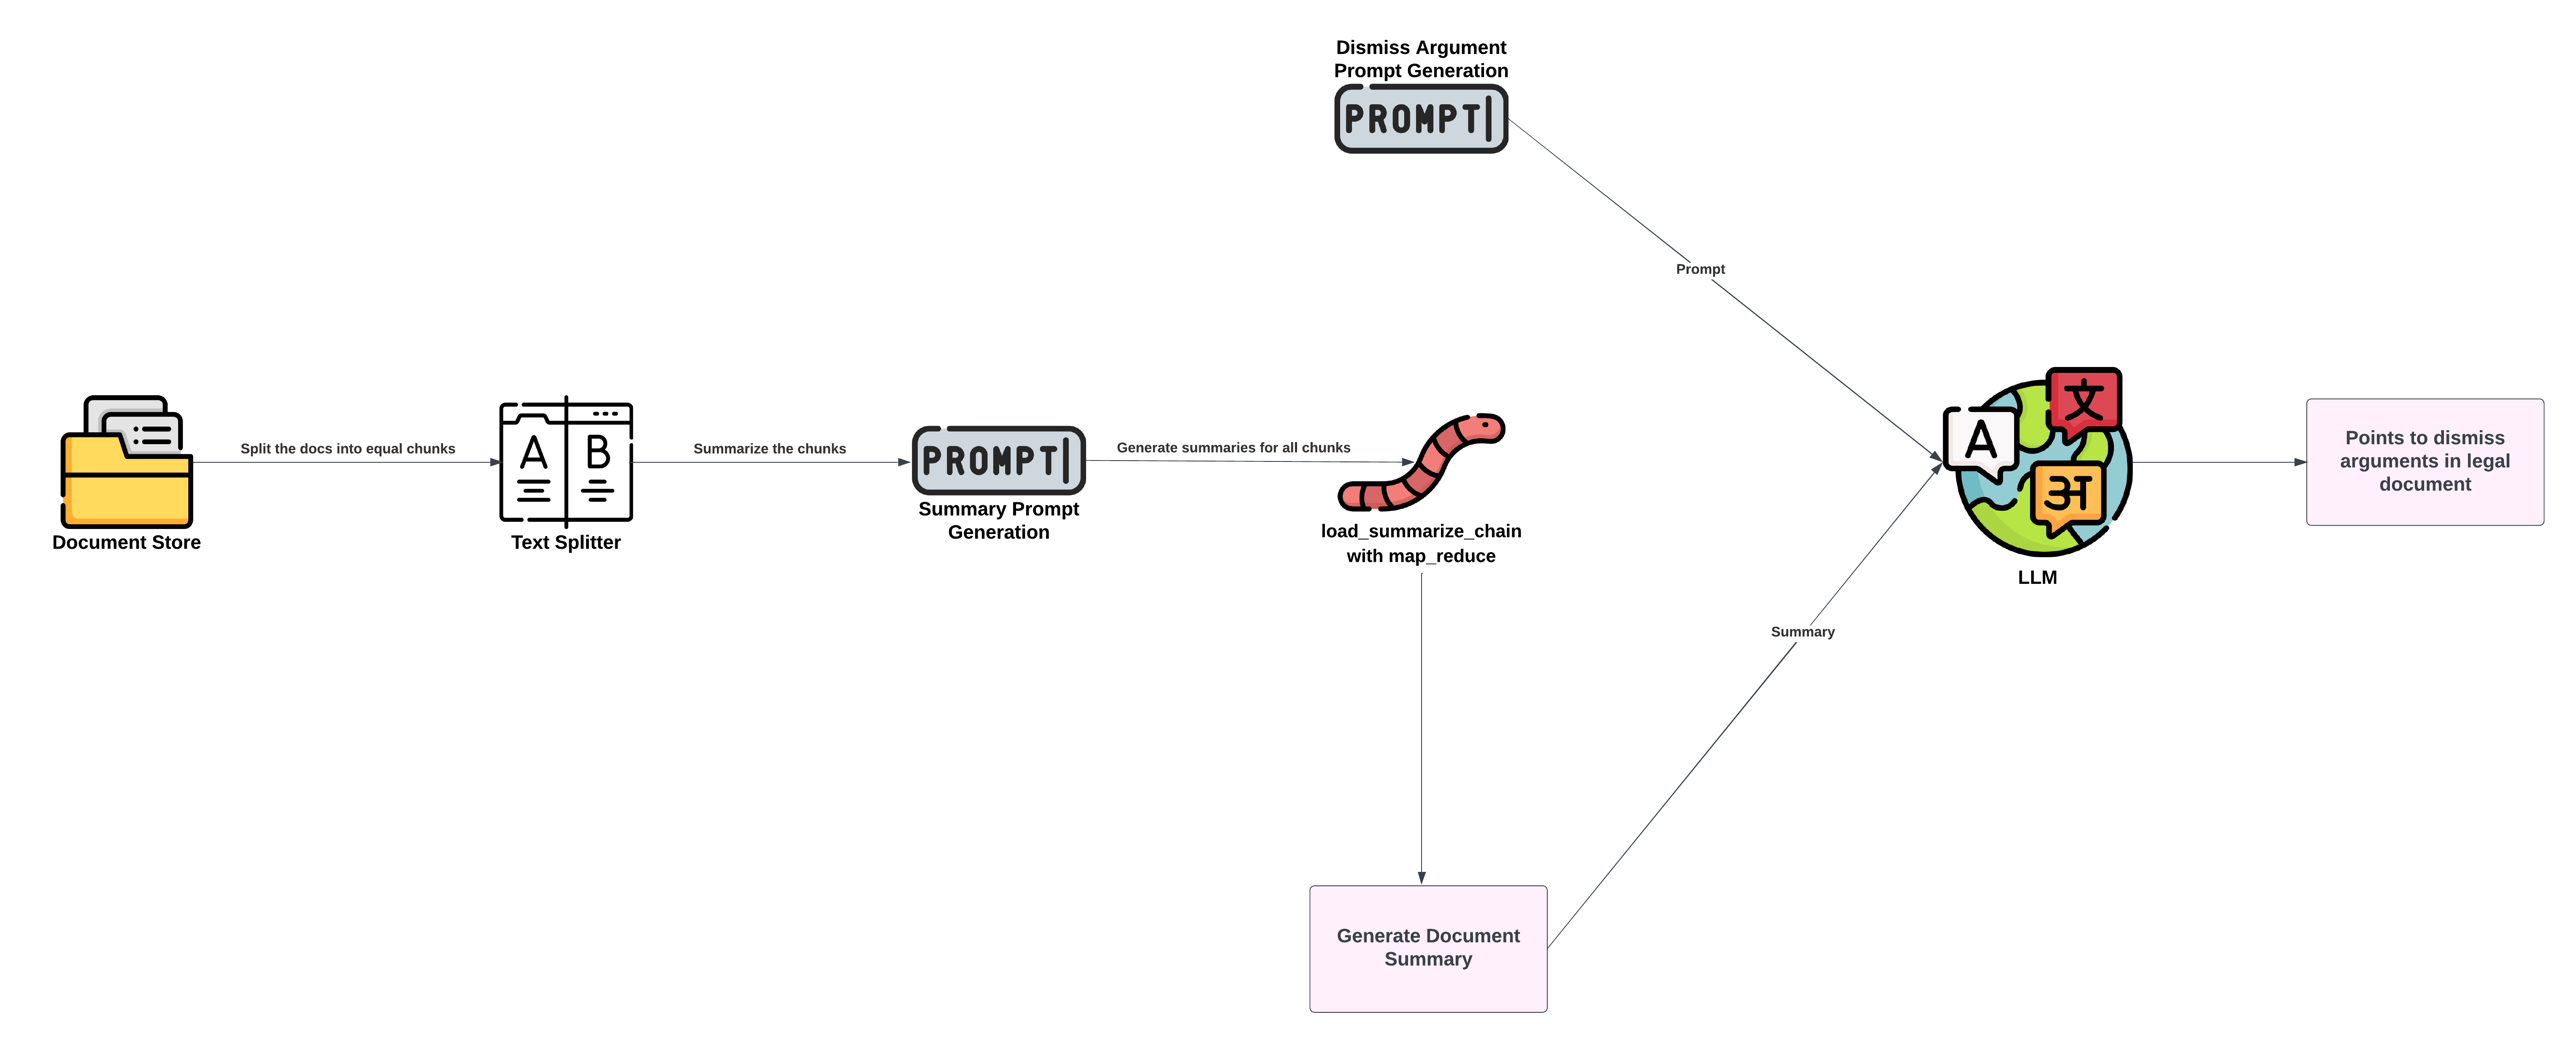 Dismiss Argument
Prompt Generation
PROMPT
Prompt
Document Store
Split the docs into equal chunks
A B
Text Splitter
Summarize the chunks
PROMPT
Summary Prompt
Generation
Generate summaries for all chunks
load_summarize_chain
with map_reduce
A
文
अ
LLM
Points to dismiss
arguments in legal
document
Summary
Generate Document
Summary